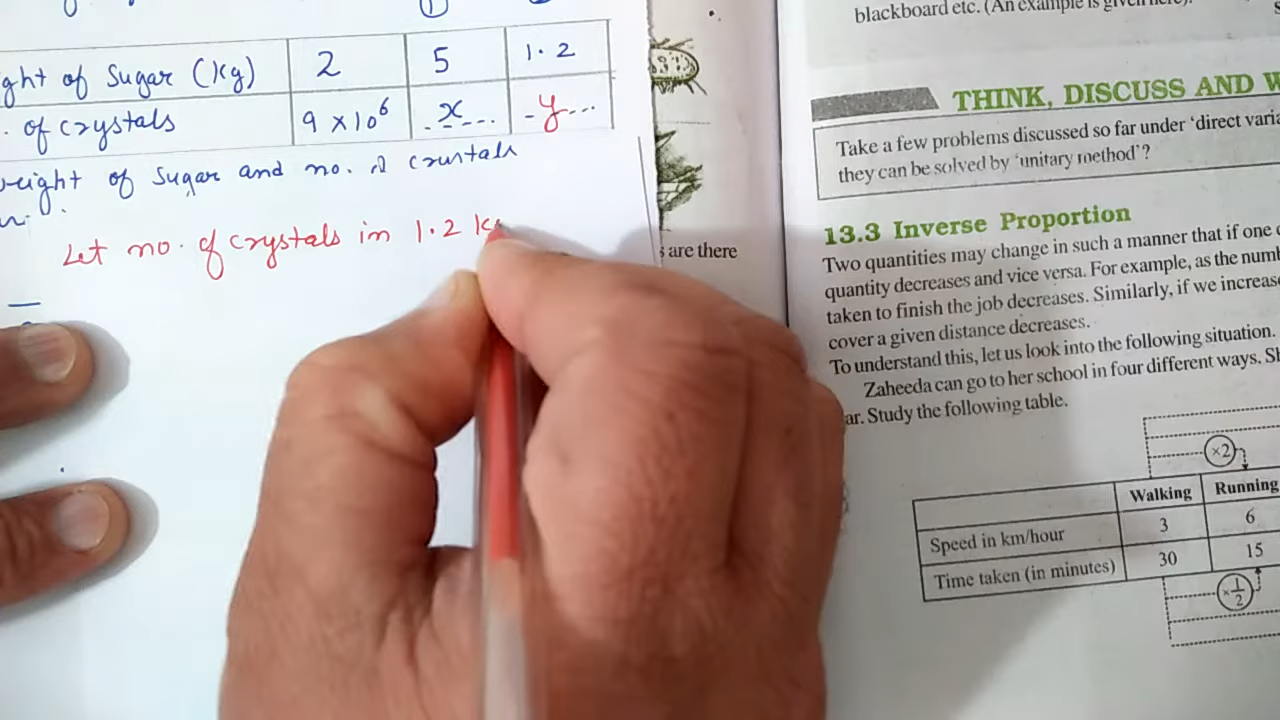 ght of Sugar (Kg) 2 5 1.2
. of crystals 9 × 10⁶ x y
weight of Sugar and no. of crystals
Let no. of crystals in 1.2 Kg
s are there
blackboard etc. (An example is given here).
THINK, DISCUSS AND W
Take a few problems discussed so far under ‘direct varia
they can be solved by ‘unitary method’?
13.3 Inverse Proportion
Two quantities may change in such a manner that if one
quantity decreases and vice versa. For example, as the num
taken to finish the job decreases. Similarly, if we increas
cover a given distance decreases.
To understand this, let us look into the following situation.
Zaheeda can go to her school in four different ways. Sh
ar. Study the following table.
×2
Walking Running
Speed in km/hour 3 6
Time taken (in minutes) 30 15
×1/2